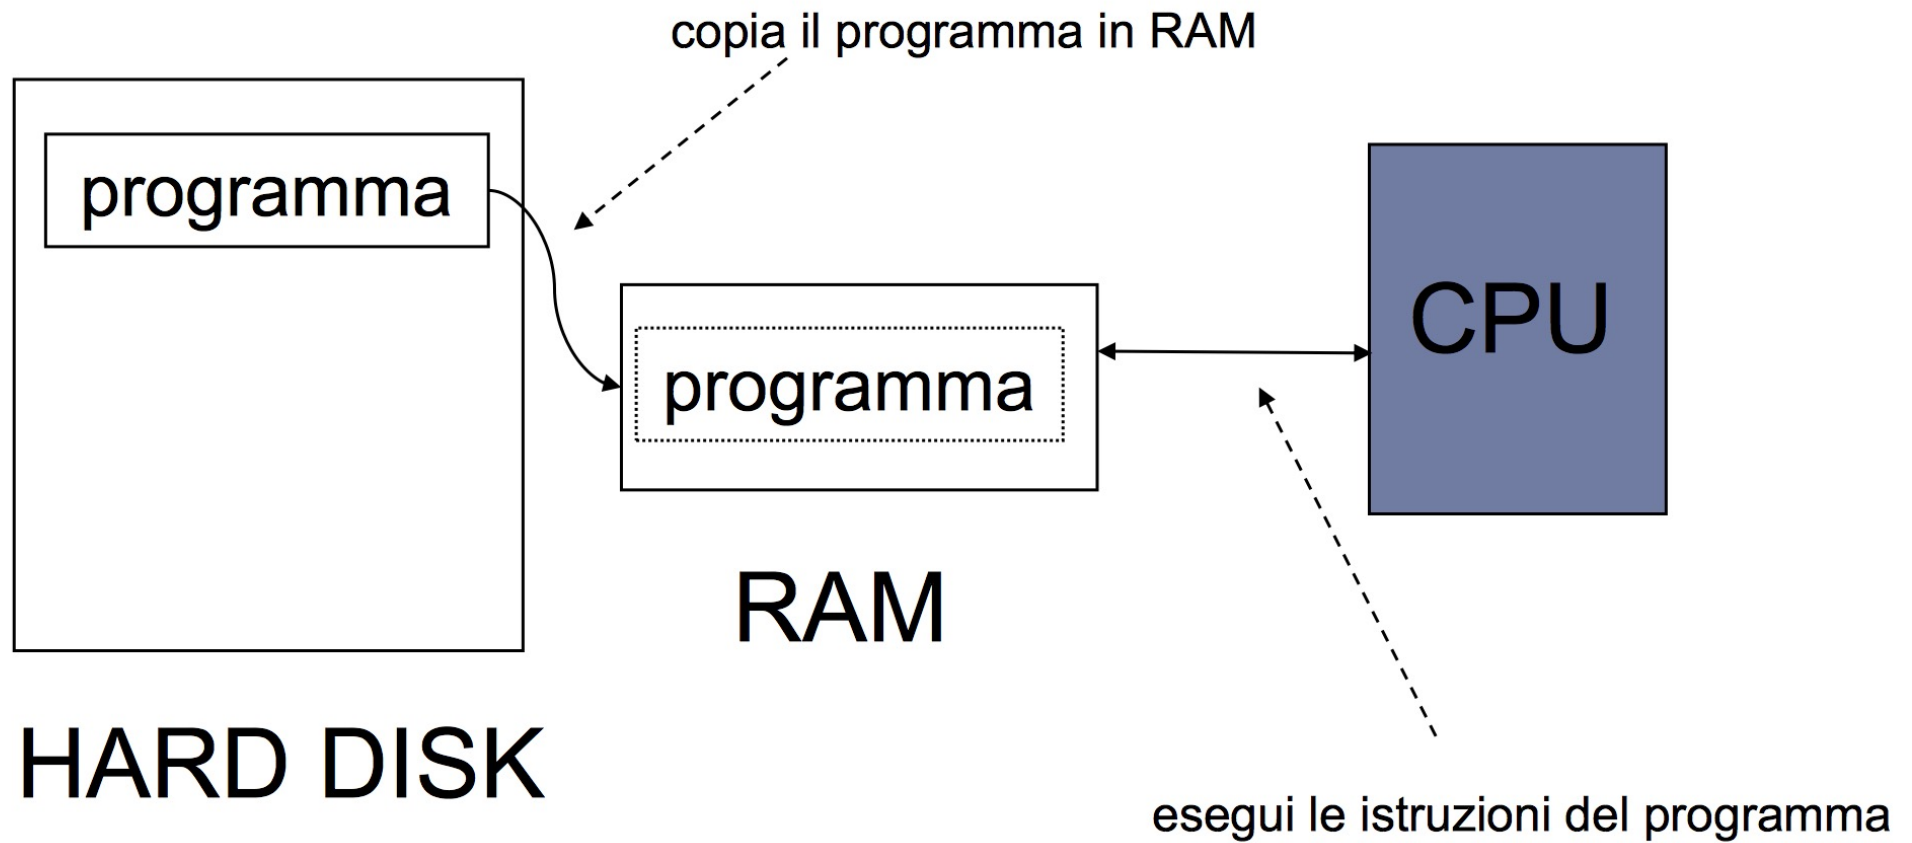 copia il programma in RAM
programma
programma
CPU
RAM
HARD DISK
esegui le istruzioni del programma